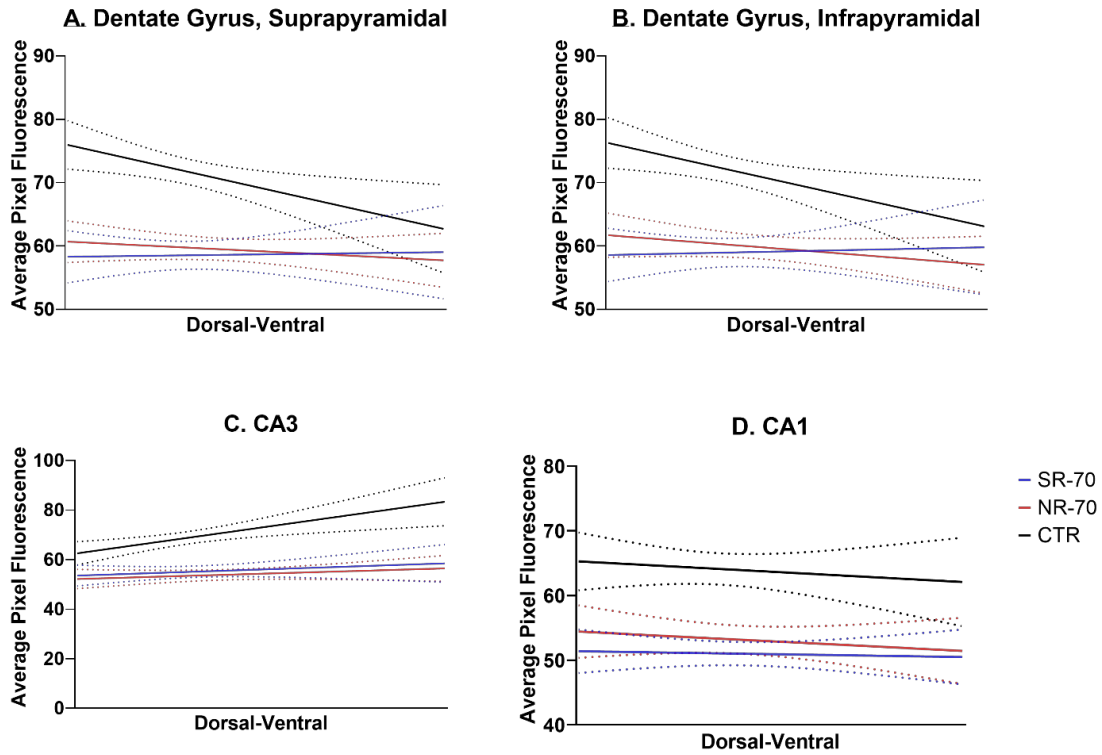 A. Dentate Gyrus, Suprapyramidal
Average Pixel Fluorescence
90
80
70
60
50
Dorsal-Ventral
B. Dentate Gyrus, Infrapyramidal
Average Pixel Fluorescence
90
80
70
60
50
Dorsal-Ventral
C. CA3
Average Pixel Fluorescence
100
80
60
40
20
0
Dorsal-Ventral
D. CA1
Average Pixel Fluorescence
80
70
60
50
40
Dorsal-Ventral
SR-70
NR-70
CTR